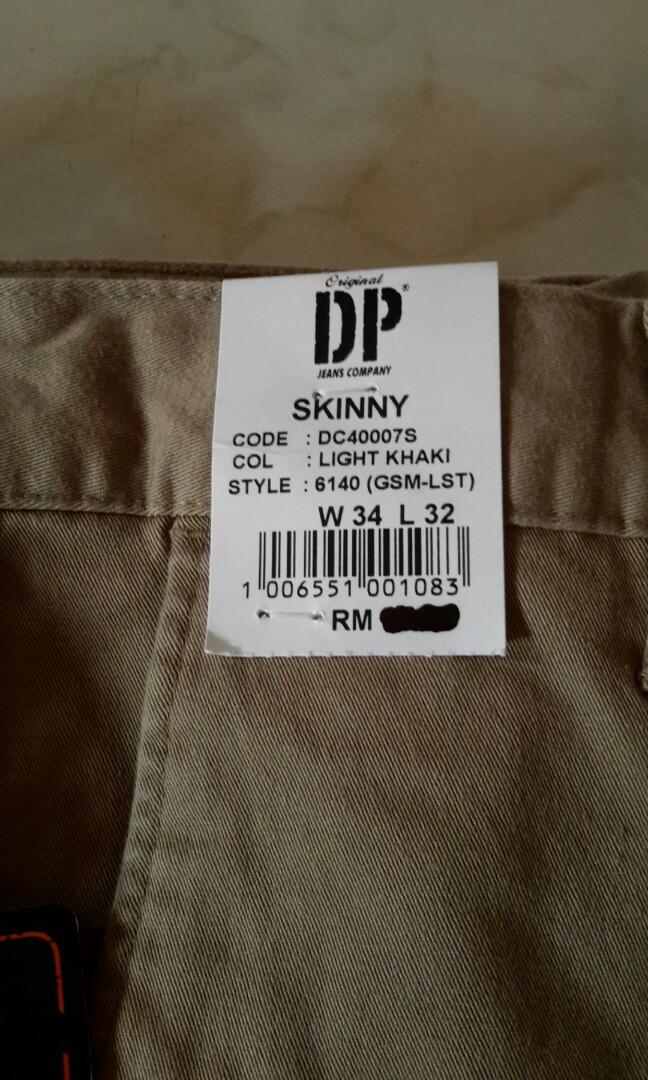 Original
DP®
JEANS COMPANY
SKINNY
CODE : DC40007S
COL : LIGHT KHAKI
STYLE : 6140 (GSM-LST)
W 34 L 32
1 006551 001083
RM